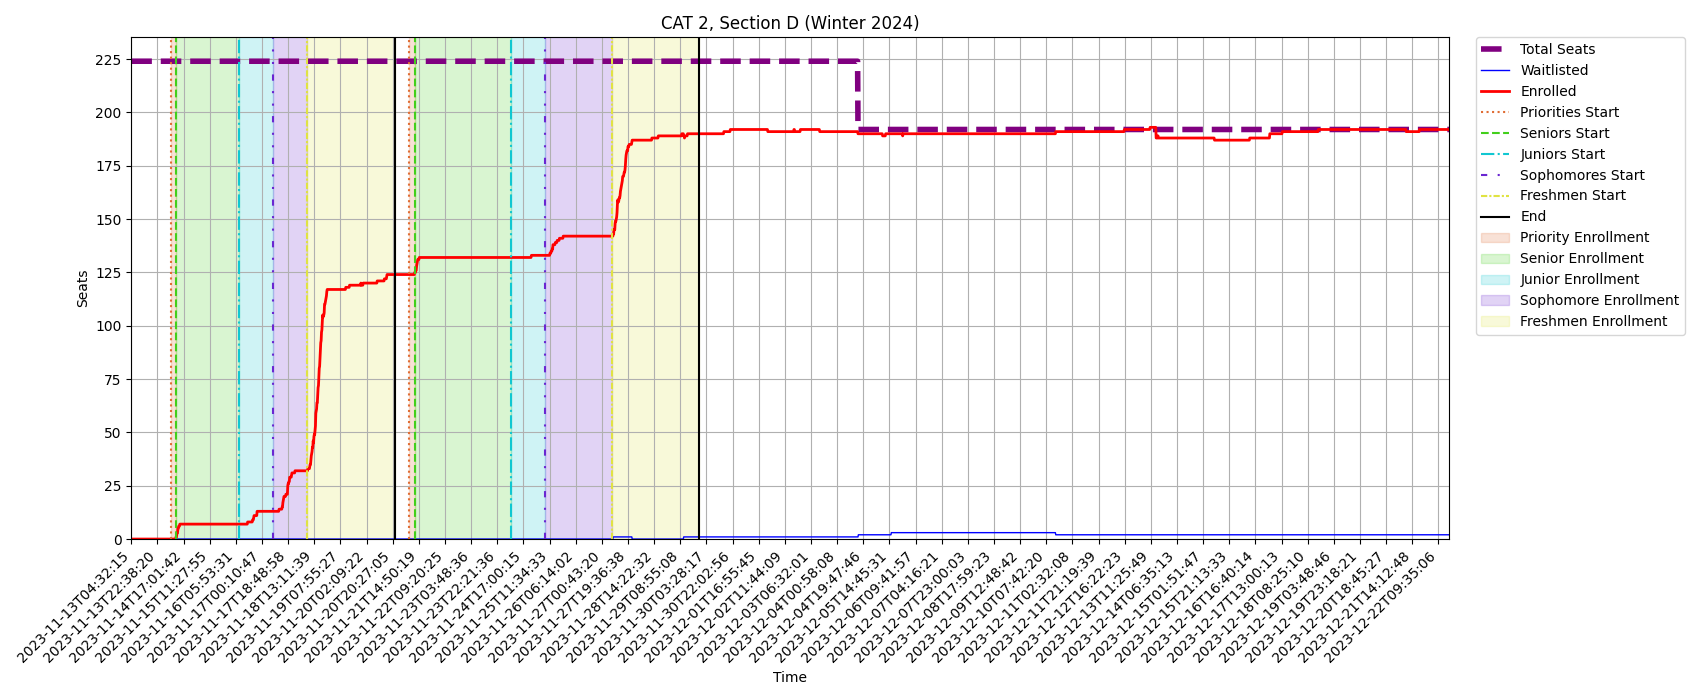 CAT 2, Section D (Winter 2024)
Seats
225
200
175
150
125
100
75
50
25
0
2023-11-13T04:32:15
2023-11-13T22:38:20
2023-11-14T17:01:42
2023-11-15T11:27:55
2023-11-16T05:53:31
2023-11-17T00:10:47
2023-11-17T18:48:58
2023-11-18T13:11:39
2023-11-19T07:55:27
2023-11-20T02:09:22
2023-11-20T20:27:05
2023-11-21T14:50:19
2023-11-22T09:20:25
2023-11-23T03:48:36
2023-11-23T22:21:36
2023-11-24T17:00:15
2023-11-25T11:34:33
2023-11-26T06:14:02
2023-11-27T00:43:20
2023-11-27T19:36:38
2023-11-28T14:22:32
2023-11-29T08:55:08
2023-11-30T03:28:17
2023-11-30T22:02:56
2023-12-01T16:55:45
2023-12-02T11:44:09
2023-12-03T06:32:01
2023-12-04T00:58:08
2023-12-04T19:47:46
2023-12-05T14:45:31
2023-12-06T09:41:57
2023-12-07T04:16:21
2023-12-07T23:00:03
2023-12-08T17:59:23
2023-12-09T12:48:42
2023-12-10T07:42:20
2023-12-11T02:32:08
2023-12-11T21:19:39
2023-12-12T16:22:23
2023-12-13T11:25:49
2023-12-14T06:35:13
2023-12-15T01:51:47
2023-12-15T21:13:33
2023-12-16T16:40:14
2023-12-17T13:00:13
2023-12-18T08:25:10
2023-12-19T03:48:46
2023-12-19T23:18:21
2023-12-20T18:45:27
2023-12-21T14:12:48
2023-12-22T09:35:06
Time
Total Seats
Waitlisted
Enrolled
Priorities Start
Seniors Start
Juniors Start
Sophomores Start
Freshmen Start
End
Priority Enrollment
Senior Enrollment
Junior Enrollment
Sophomore Enrollment
Freshmen Enrollment